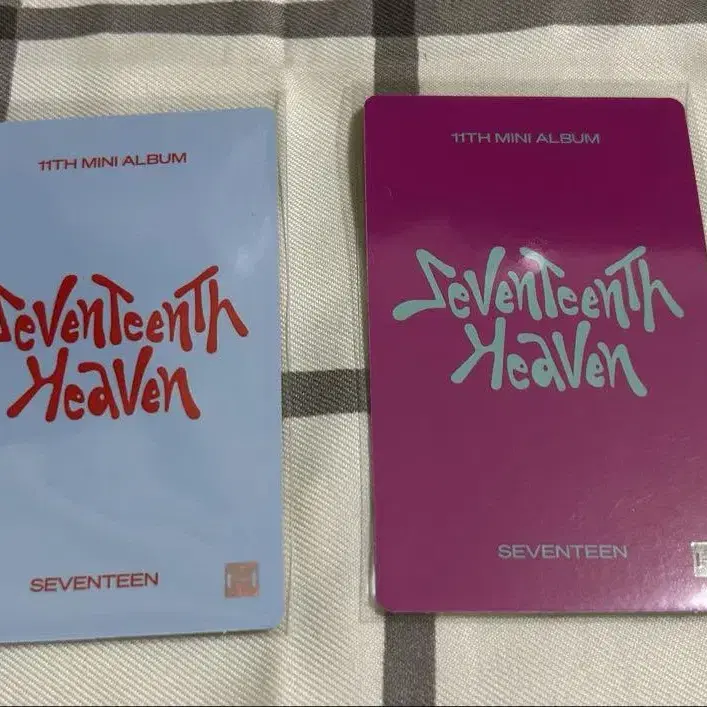 11TH MINI ALBUM
SEVENTEENTH
HEAVEN
SEVENTEEN
11TH MINI ALBUM
SEVENTEENTH
HEAVEN
SEVENTEEN